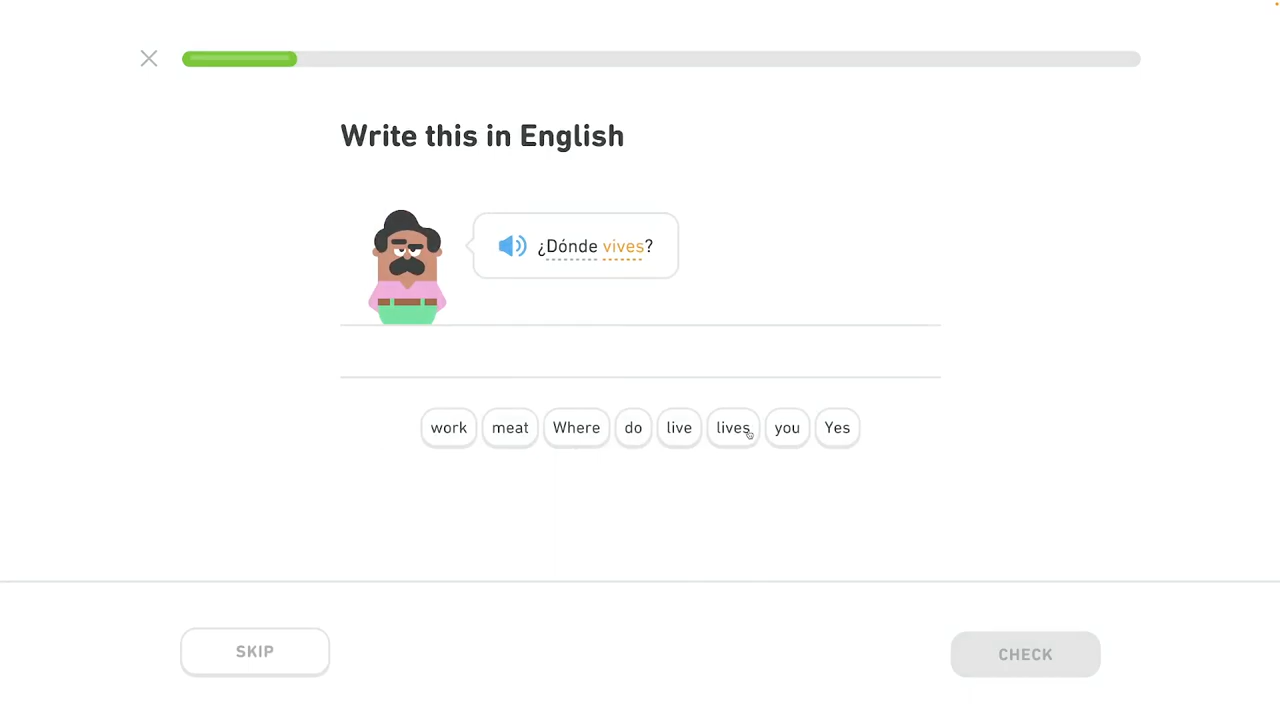 Write this in English
¿Dónde vives?
work meat Where do live lives you Yes
SKIP
CHECK